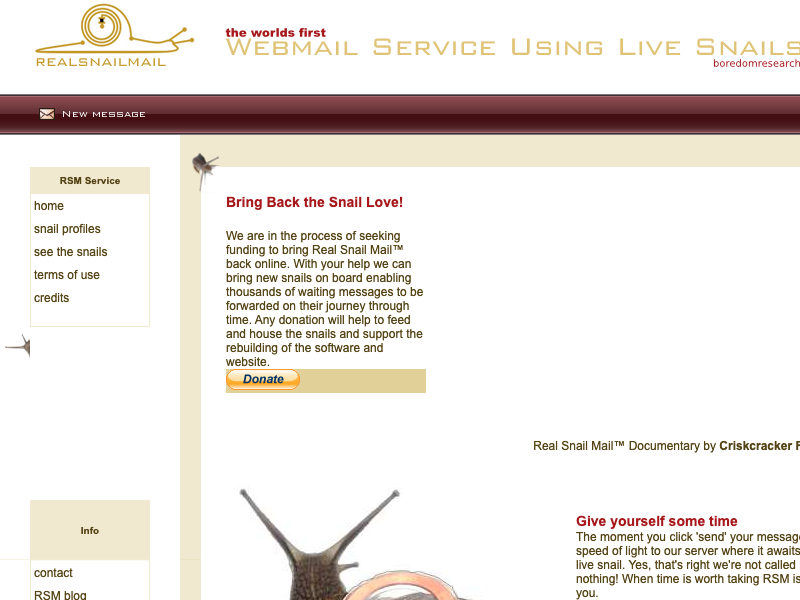 REALSNAILMAIL
the worlds first
Webmail Service Using Live Snails
boredomresearch
New message
RSM Service
home
snail profiles
see the snails
terms of use
credits
Bring Back the Snail Love!
We are in the process of seeking
funding to bring Real Snail Mail™
back online. With your help we can
bring new snails on board enabling
thousands of waiting messages to be
forwarded on their journey through
time. Any donation will help to feed
and house the snails and support the
rebuilding of the software and
website.
Donate
Real Snail Mail™ Documentary by Criskcracker F
Info
contact
RSM blog
Give yourself some time
The moment you click 'send' your message
speed of light to our server where it awaits
live snail. Yes, that's right we're not called
nothing! When time is worth taking RSM is
you.